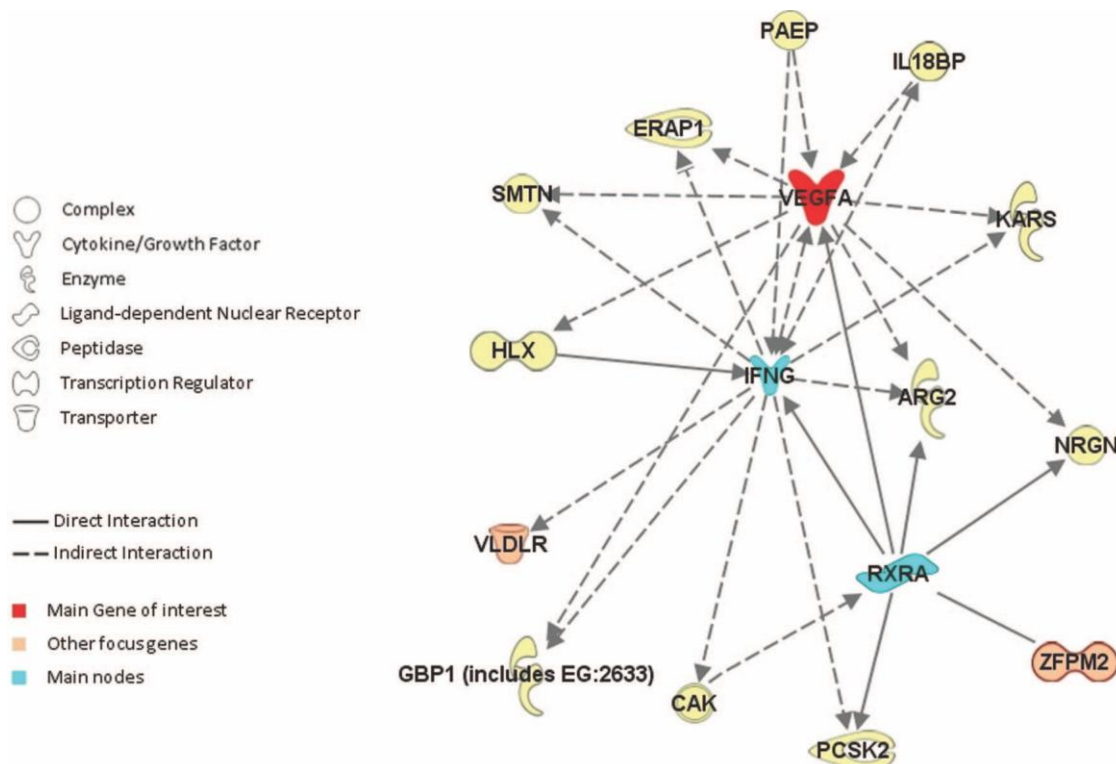 PAEP
IL18BP
ERAP1
VEGFA
SMTN
KARS
Complex
Cytokine/Growth Factor
Enzyme
Ligand-dependent Nuclear Receptor
Peptidase
Transcription Regulator
Transporter
HLX
IFNG
ARG2
NRGN
Direct Interaction
Indirect Interaction
VLDLR
RXRA
Main Gene of interest
Other focus genes
Main nodes
ZFPM2
GBP1 (includes EG:2633)
CAK
PCSK2